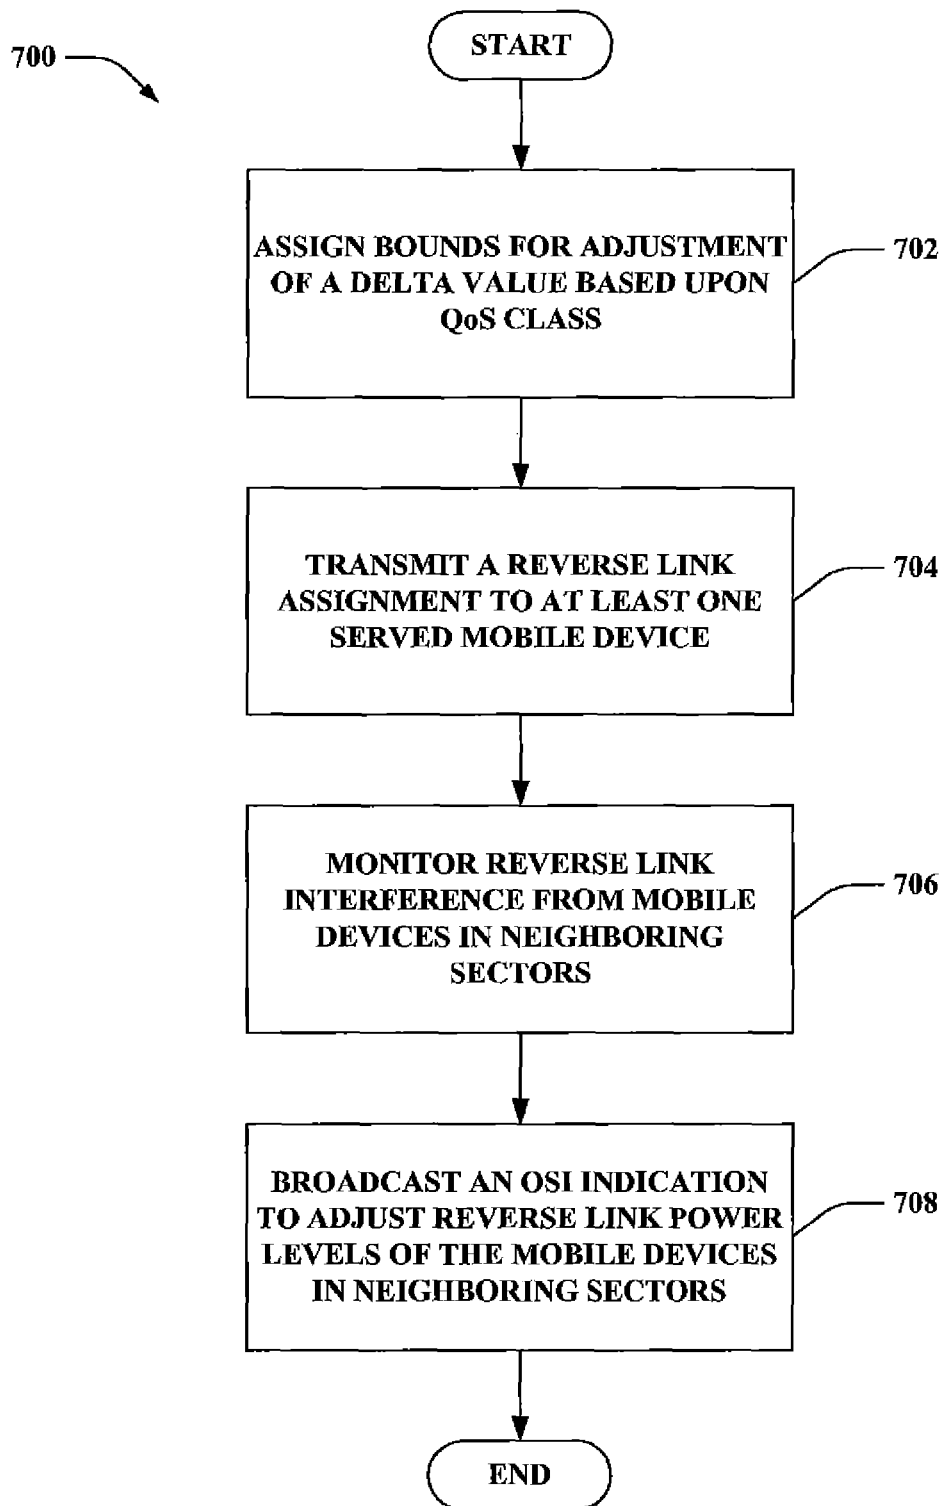 START
700
ASSIGN BOUNDS FOR ADJUSTMENT
OF A DELTA VALUE BASED UPON
QoS CLASS
702
TRANSMIT A REVERSE LINK
ASSIGNMENT TO AT LEAST ONE
SERVED MOBILE DEVICE
704
MONITOR REVERSE LINK
INTERFERENCE FROM MOBILE
DEVICES IN NEIGHBORING
SECTORS
706
BROADCAST AN OSI INDICATION
TO ADJUST REVERSE LINK POWER
LEVELS OF THE MOBILE DEVICES
IN NEIGHBORING SECTORS
708
END